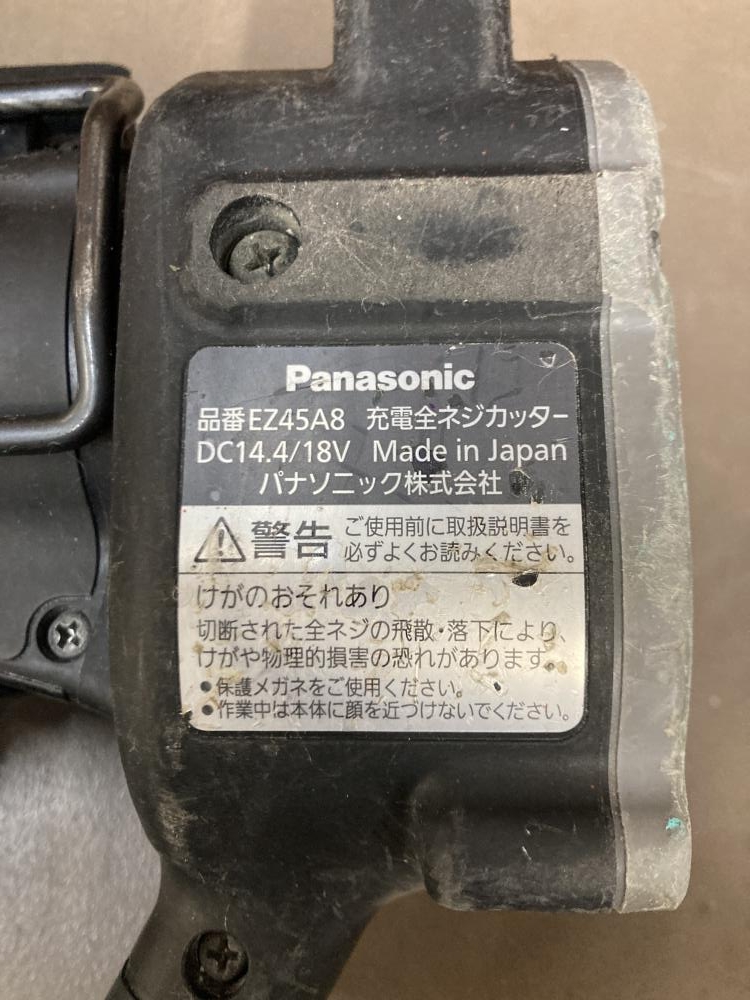 Panasonic
品番EZ45A8 充電全ネジカッター
DC14.4/18V Made in Japan
パナソニック株式会社
警告 ご使用前に取扱説明書を
必ずよくお読みください。
けがのおそれあり
切断された全ネジの飛散・落下により、
けがや物理的損害の恐れがあります。
●保護メガネをご使用ください。
●作業中は本体に顔を近づけないでください。